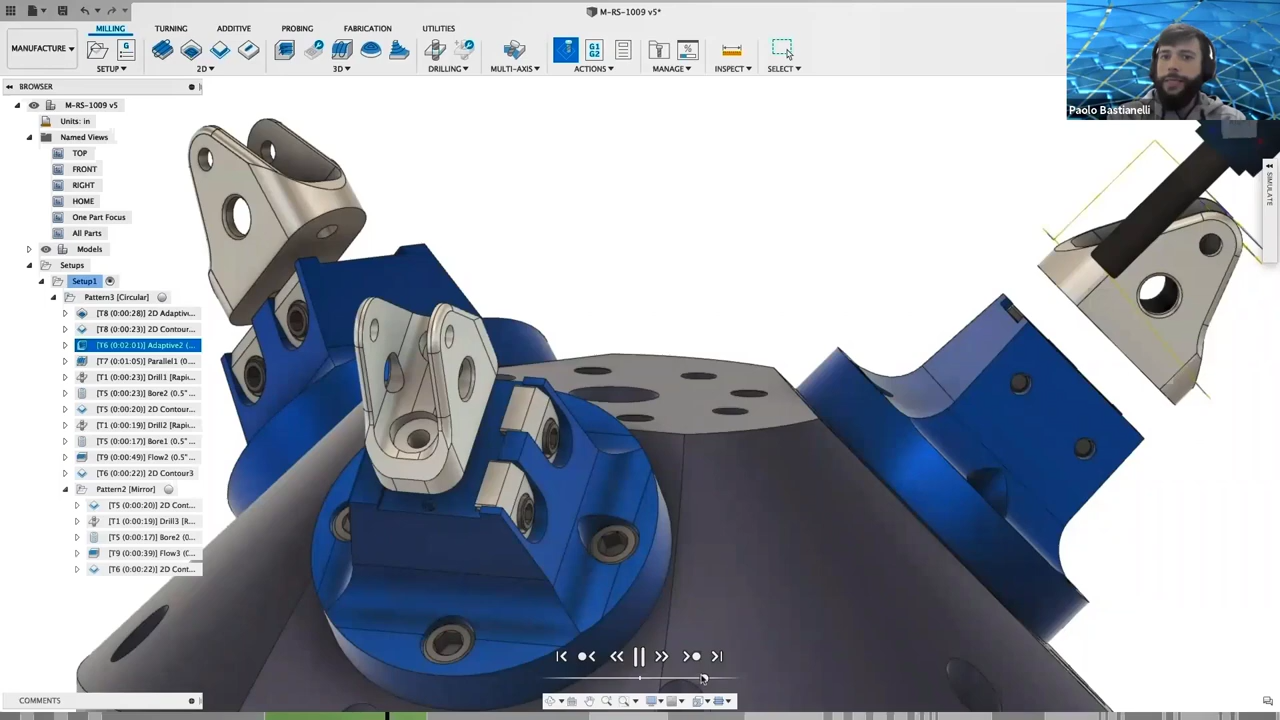 M-RS-1009 v5*
MILLING TURNING ADDITIVE PROBING FABRICATION UTILITIES
MANUFACTURE
G
G1
G2
SETUP 2D 3D DRILLING MULTI-AXIS ACTIONS MANAGE INSPECT SELECT
Paolo Bastianelli
BROWSER
M-RS-1009 v5
Units: in
Named Views
TOP
FRONT
RIGHT
HOME
One Part Focus
All Parts
Models
Setups
Setup1
Pattern3 [Circular]
[T8 (0:00:28)] 2D Adaptive...
[T8 (0:00:23)] 2D Contour...
[T6 (0:02:01)] Adaptive2 (...
[T7 (0:01:05)] Parallel1 (0....
[T1 (0:00:23)] Drill1 [Rapi...
[T5 (0:00:23)] Bore2 (0.5"...
[T5 (0:00:20)] 2D Contour...
[T1 (0:00:19)] Drill2 [Rapi...
[T5 (0:00:17)] Bore1 (0.5"...
[T9 (0:00:49)] Flow2 (0.5"...
[T6 (0:00:22)] 2D Contour3
Pattern2 [Mirror]
[T5 (0:00:20)] 2D Cont...
[T1 (0:00:19)] Drill3 [R...
[T5 (0:00:17)] Bore2 (0...
[T9 (0:00:39)] Flow3 (0...
[T6 (0:00:22)] 2D Cont...
SIMULATE
COMMENTS